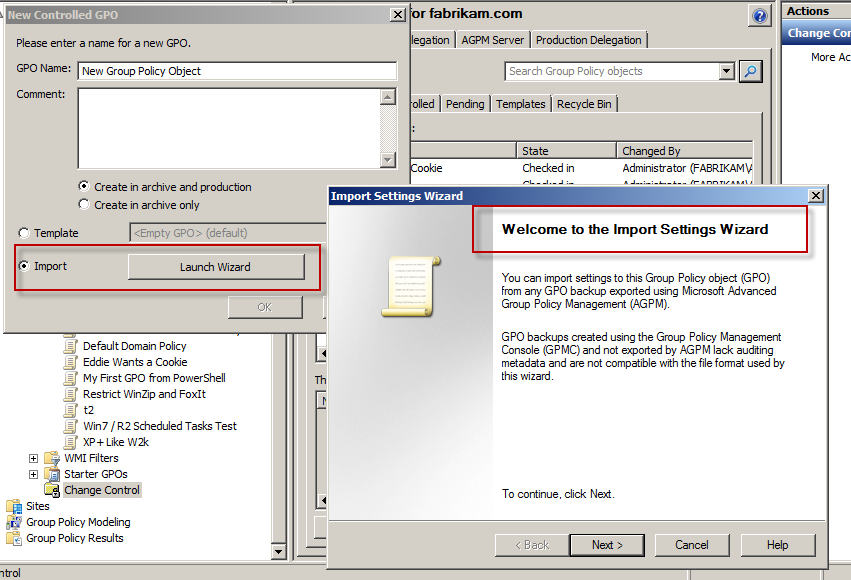 New Controlled GPO
Please enter a name for a new GPO.
GPO Name: New Group Policy Object
Comment:
Create in archive and production
Create in archive only
Template <Empty GPO> (default)
Import Launch Wizard
OK
for fabrikam.com
AGPM Server Production Delegation
Search Group Policy objects
Pending Templates Recycle Bin
State Changed By
Cookie Checked in Administrator (FABRIKAM\A
Actions
Change Con
More Ac
Import Settings Wizard
Welcome to the Import Settings Wizard
You can import settings to this Group Policy object (GPO)
from any GPO backup exported using Microsoft Advanced
Group Policy Management (AGPM).
GPO backups created using the Group Policy Management
Console (GPMC) and not exported by AGPM lack auditing
metadata and are not compatible with the file format used by
this wizard.
To continue, click Next.
< Back Next > Cancel Help
Default Domain Policy
Eddie Wants a Cookie
My First GPO from PowerShell
Restrict WinZip and FoxIt
t2
Win7 / R2 Scheduled Tasks Test
XP+ Like W2k
WMI Filters
Starter GPOs
Change Control
Sites
Group Policy Modeling
Group Policy Results